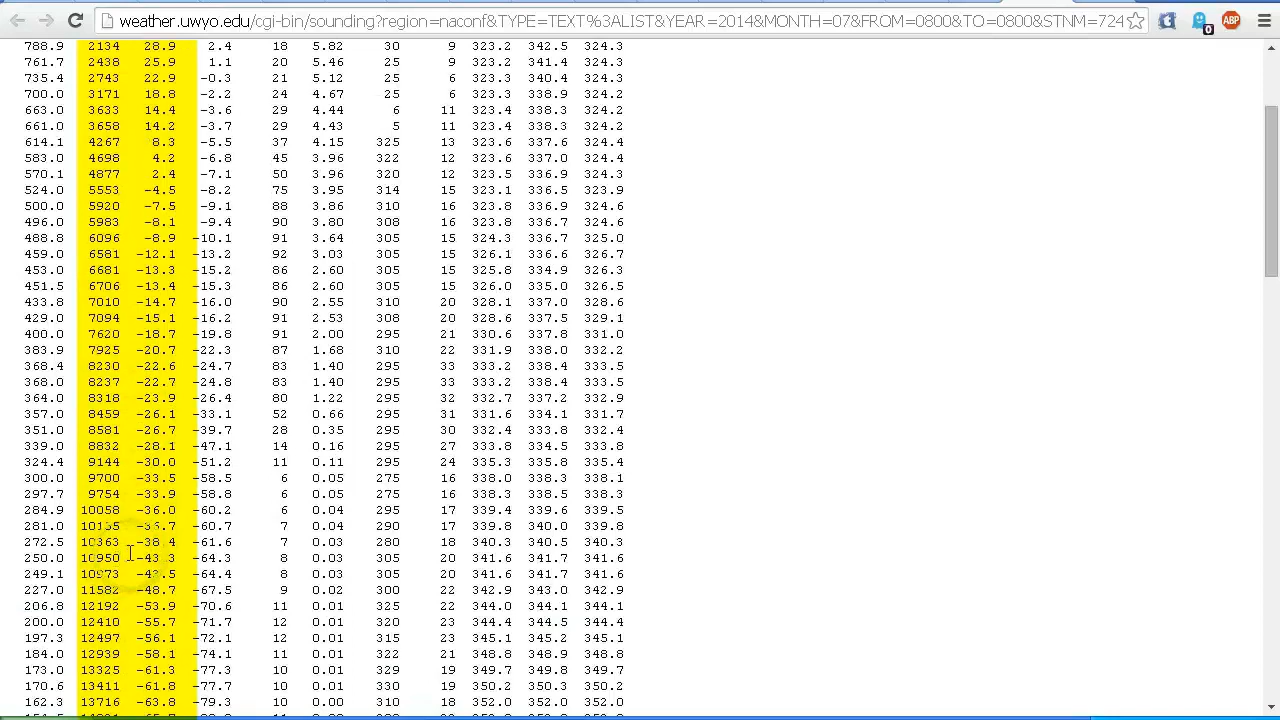 weather.uwyo.edu/cgi-bin/sounding?region=naconf&TYPE=TEXT%3ALIST&YEAR=2014&MONTH=07&FROM=0800&TO=0800&STNM=724
0
ABP
788.9 2134 28.9 2.4 18 5.82 30 9 323.2 342.5 324.3
761.7 2438 25.9 1.1 20 5.46 25 9 323.2 341.4 324.3
735.4 2743 22.9 -0.3 21 5.12 25 6 323.3 340.4 324.3
700.0 3171 18.8 -2.2 24 4.67 25 6 323.3 338.9 324.2
663.0 3633 14.4 -3.6 29 4.44 6 11 323.4 338.3 324.2
661.0 3658 14.2 -3.7 29 4.43 5 11 323.4 338.3 324.2
614.1 4267 8.3 -5.5 37 4.15 325 13 323.6 337.6 324.4
583.0 4698 4.2 -6.8 45 3.96 322 12 323.6 337.0 324.4
570.1 4877 2.4 -7.1 50 3.96 320 12 323.5 336.9 324.3
524.0 5553 -4.5 -8.2 75 3.95 314 15 323.1 336.5 323.9
500.0 5920 -7.5 -9.1 88 3.86 310 16 323.8 336.9 324.6
496.0 5983 -8.1 -9.4 90 3.80 308 16 323.8 336.7 324.6
488.8 6096 -8.9 -10.1 91 3.64 305 15 324.3 336.7 325.0
459.0 6581 -12.1 -13.2 92 3.03 305 15 326.1 336.6 326.7
453.0 6681 -13.3 -15.2 86 2.60 305 15 325.8 334.9 326.3
451.5 6706 -13.4 -15.3 86 2.60 305 15 326.0 335.0 326.5
433.8 7010 -14.7 -16.0 90 2.55 310 20 328.1 337.0 328.6
429.0 7094 -15.1 -16.2 91 2.53 308 20 328.6 337.5 329.1
400.0 7620 -18.7 -19.8 91 2.00 295 21 330.6 337.8 331.0
383.9 7925 -20.7 -22.3 87 1.68 310 22 331.9 338.0 332.2
368.4 8230 -22.6 -24.7 83 1.40 295 33 333.2 338.4 333.5
368.0 8237 -22.7 -24.8 83 1.40 295 33 333.2 338.4 333.5
364.0 8318 -23.9 -26.4 80 1.22 295 32 332.7 337.2 332.9
357.0 8459 -26.1 -33.1 52 0.66 295 31 331.6 334.1 331.7
351.0 8581 -26.7 -39.7 28 0.35 295 30 332.4 333.8 332.4
339.0 8832 -28.1 -47.1 14 0.16 295 27 333.8 334.5 333.8
324.4 9144 -30.0 -51.2 11 0.11 295 24 335.3 335.8 335.4
300.0 9700 -33.5 -58.5 6 0.05 275 16 338.0 338.3 338.1
297.7 9754 -33.9 -58.8 6 0.05 275 16 338.3 338.5 338.3
284.9 10058 -36.0 -60.2 6 0.04 295 17 339.4 339.6 339.5
281.0 10155 -36.7 -60.7 7 0.04 290 17 339.8 340.0 339.8
272.5 10363 -38.4 -61.6 7 0.03 280 18 340.3 340.5 340.3
250.0 10950 -43.3 -64.3 8 0.03 305 20 341.6 341.7 341.6
249.1 10973 -43.5 -64.4 8 0.03 305 20 341.6 341.7 341.6
227.0 11582 -48.7 -67.5 9 0.02 300 22 342.9 343.0 342.9
206.8 12192 -53.9 -70.6 11 0.01 325 22 344.0 344.1 344.0
200.0 12410 -55.7 -71.7 12 0.01 320 23 344.4 344.5 344.4
197.3 12497 -56.1 -72.1 12 0.01 315 23 345.1 345.1 345.1
184.0 12939 -58.1 -74.1 11 0.01 322 21 348.8 348.9 348.8
173.0 13325 -61.3 -77.3 10 0.01 329 19 349.7 349.8 349.7
170.6 13411 -61.8 -77.7 10 0.01 330 19 350.2 350.3 350.2
162.3 13716 -63.8 -79.3 10 0.00 310 18 352.0 352.0 352.0